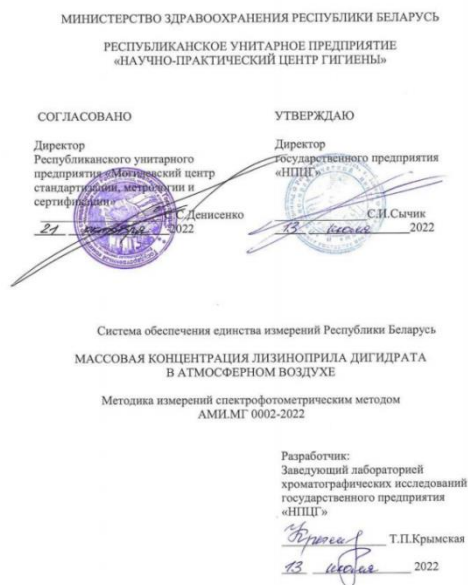 МИНИСТЕРСТВО ЗДРАВООХРАНЕНИЯ РЕСПУБЛИКИ БЕЛАРУСЬ
РЕСПУБЛИКАНСКОЕ УНИТАРНОЕ ПРЕДПРИЯТИЕ
«НАУЧНО-ПРАКТИЧЕСКИЙ ЦЕНТР ГИГИЕНЫ»
СОГЛАСОВАНО
Директор
Республиканского унитарного
предприятия «Могилевский центр
стандартизации, метрологии и
сертификации»
С.Денисенко
21 2022
УТВЕРЖДАЮ
Директор
государственного предприятия
«НПЦГ»
С.И.Сычик
13 июля 2022
Система обеспечения единства измерений Республики Беларусь
МАССОВАЯ КОНЦЕНТРАЦИЯ ЛИЗИНОПРИЛА ДИГИДРАТА
В АТМОСФЕРНОМ ВОЗДУХЕ
Методика измерений спектрофотометрическим методом
АМИ.МГ 0002-2022
Разработчик:
Заведующий лабораторией
хроматографических исследований
государственного предприятия
«НПЦГ»
Т.П.Крымская
13 июля 2022